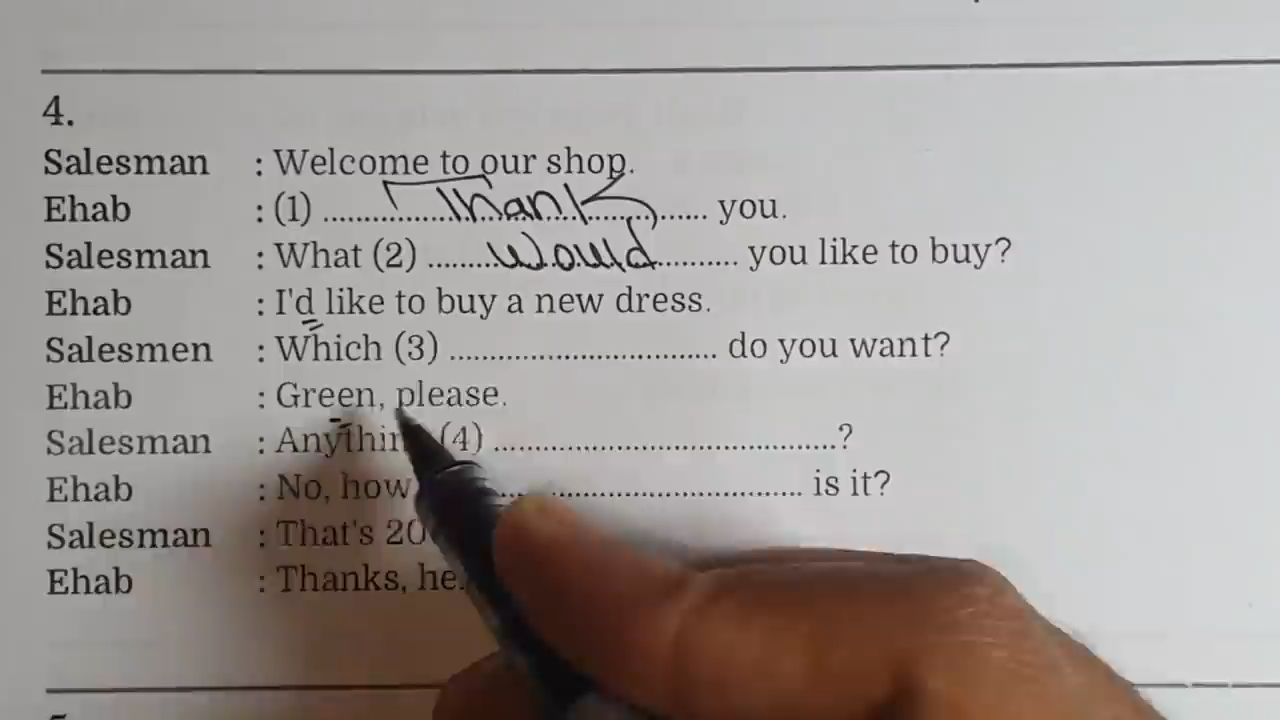 4.
Salesman : Welcome to our shop.
Ehab : (1) .......... Thank .......... you.
Salesman : What (2) .......... Would .......... you like to buy?
Ehab : I'd like to buy a new dress.
Salesmen : Which (3) .......... do you want?
Ehab : Green, please.
Salesman : (4) ..........?
Ehab : No, how .......... is it?
Salesman : That's
Ehab : Thanks,